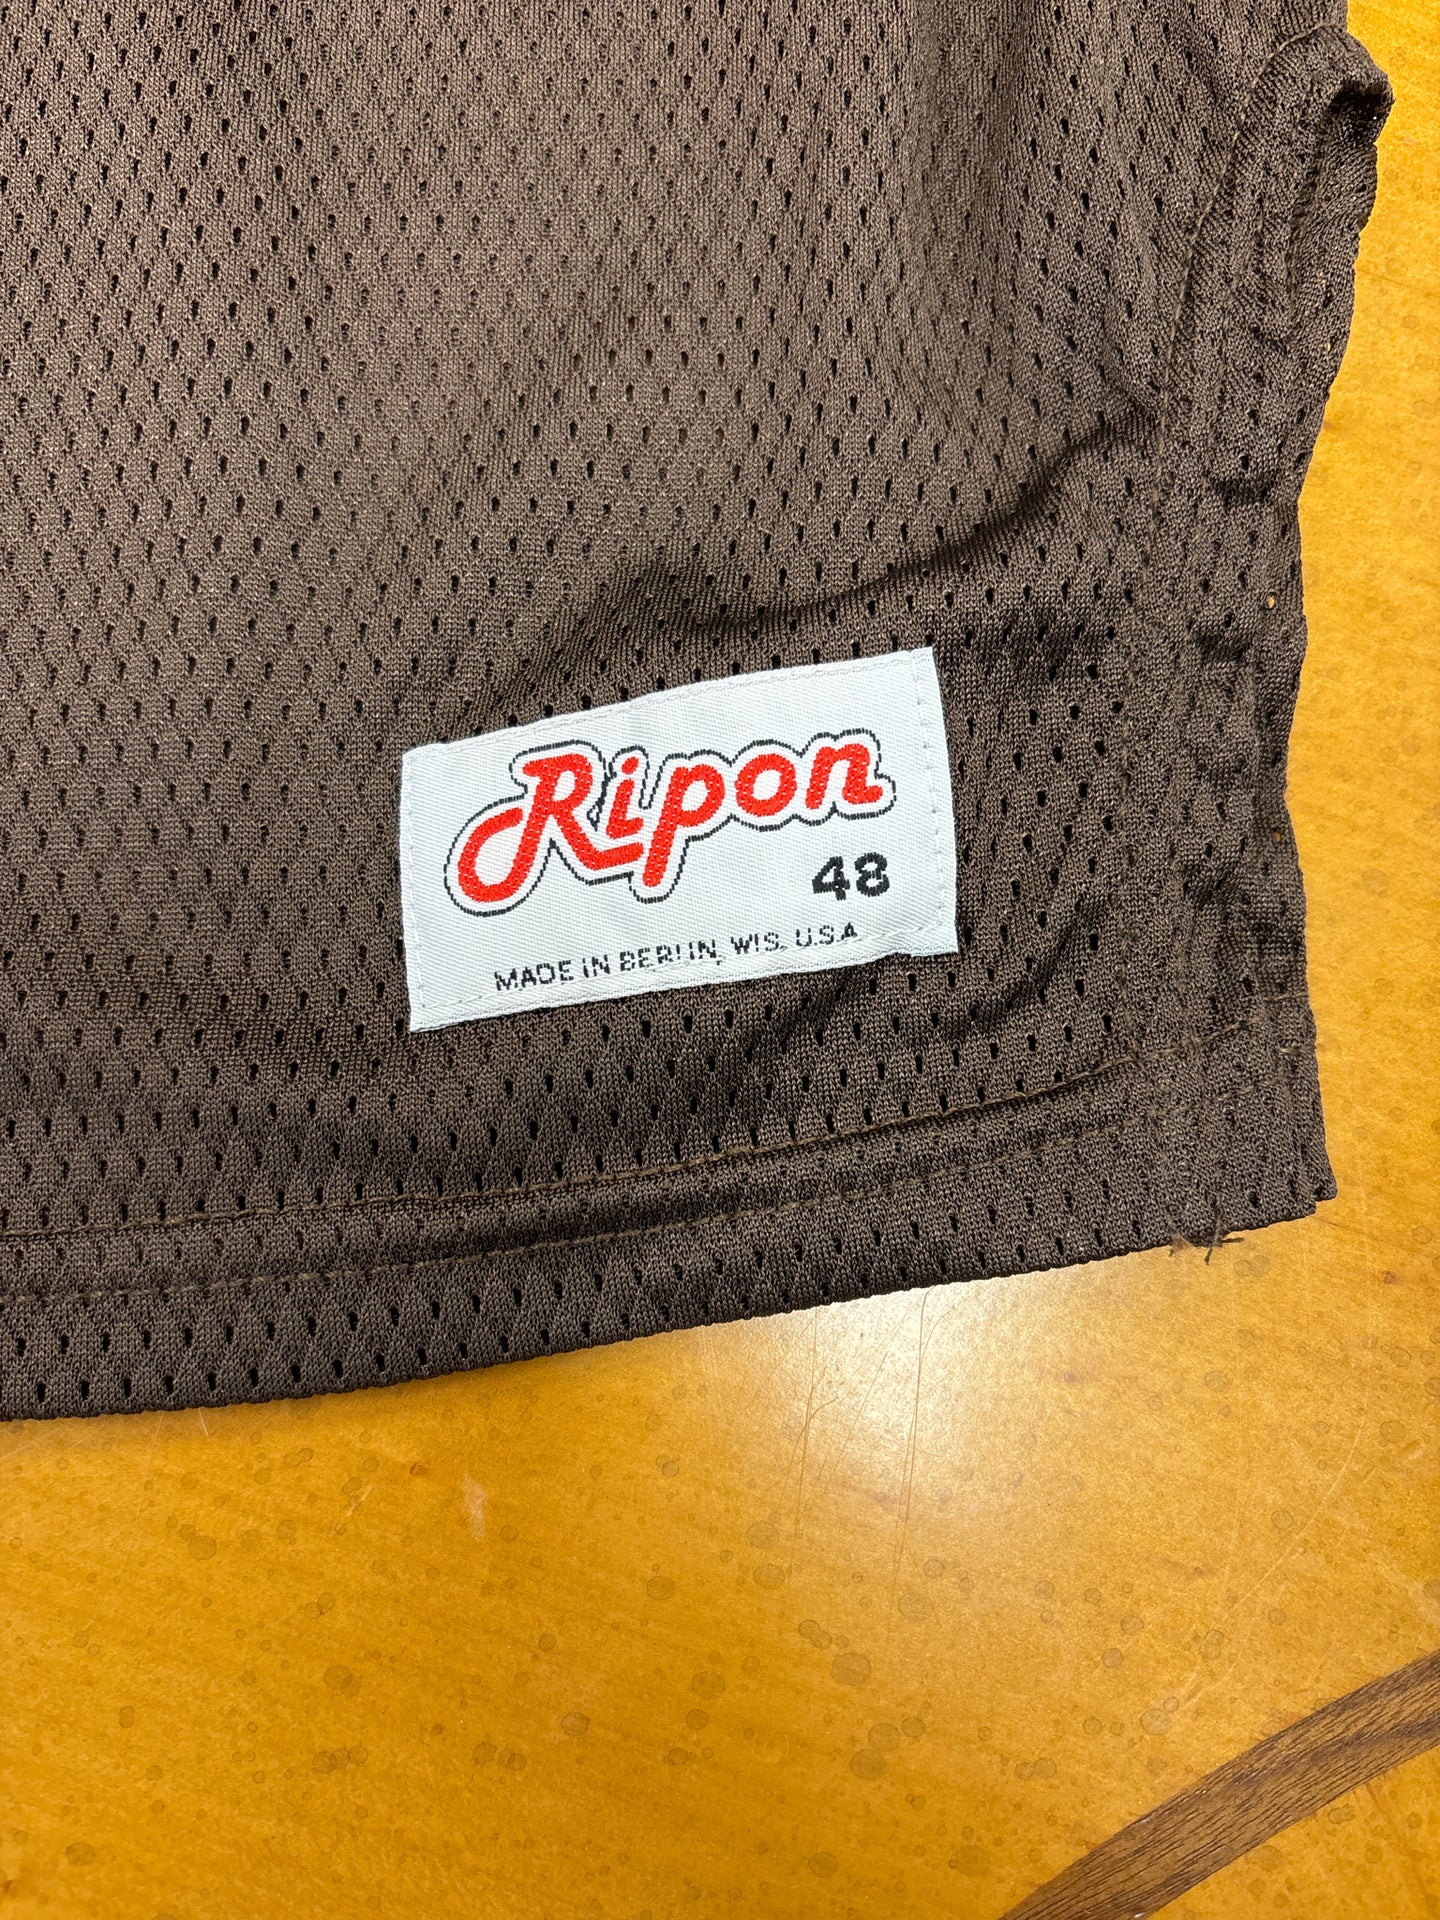 Ripon
48
MADE IN BERLIN, WIS. U.S.A